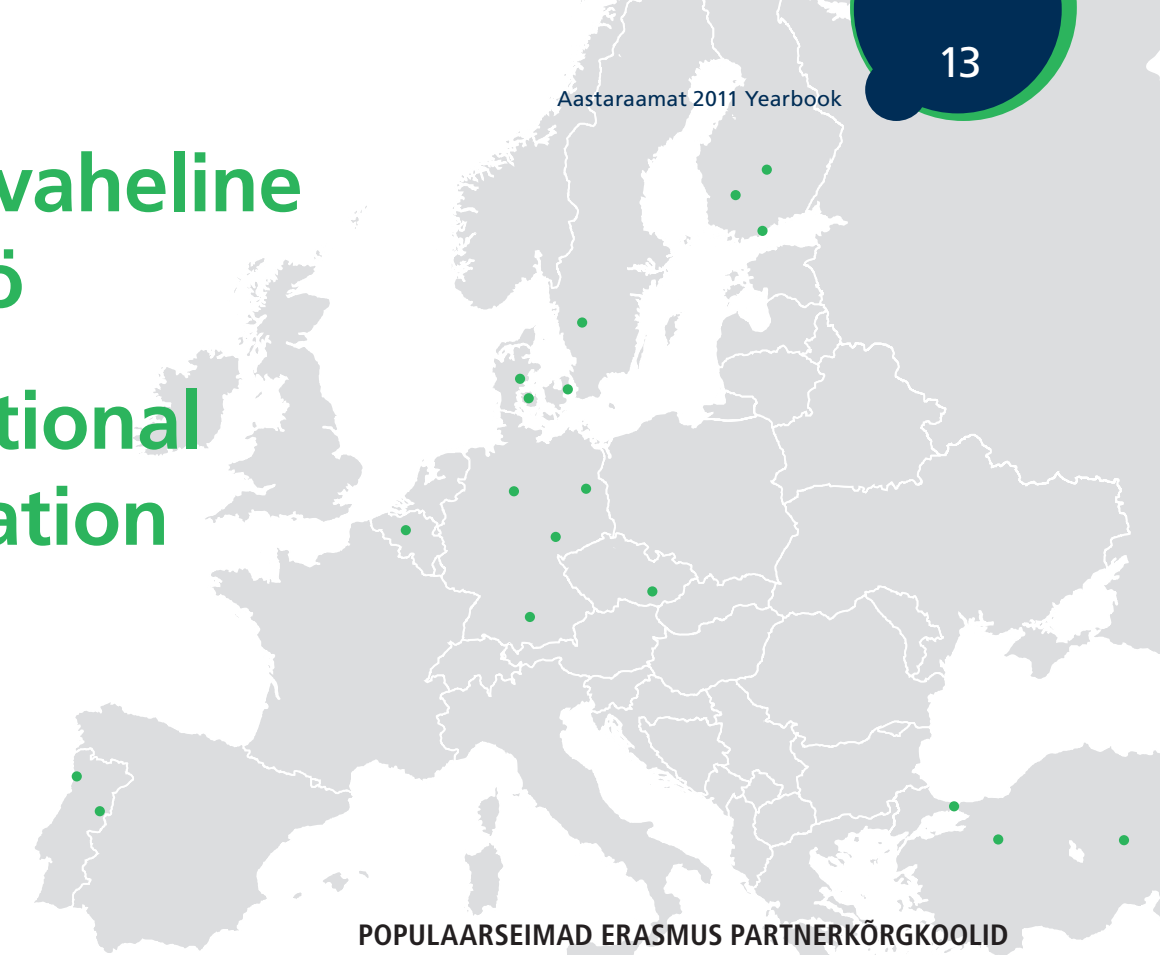 13
Aastaraamat 2011 Yearbook
vaheline
ö
tional
ation
POPULAARSEIMAD ERASMUS PARTNERKÕRGKOOLID